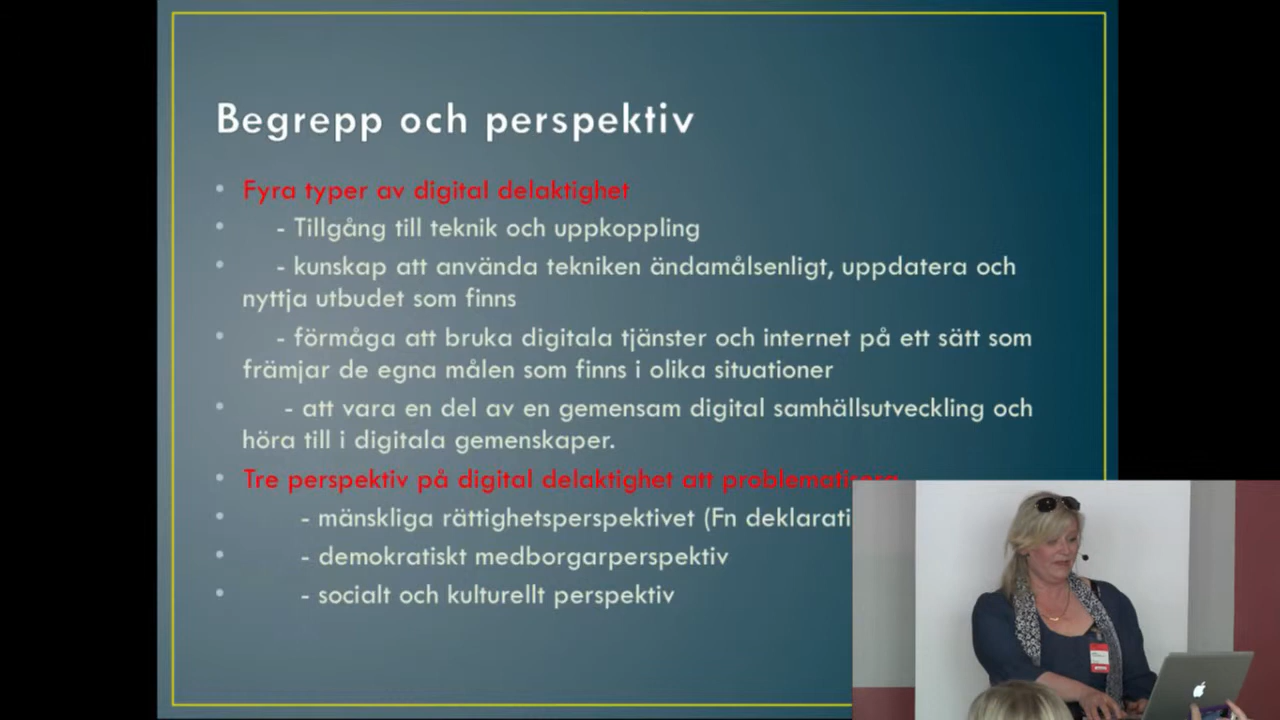 Begrepp och perspektiv
• Fyra typer av digital delaktighet
• - Tillgång till teknik och uppkoppling
• - kunskap att använda tekniken ändamålsenligt, uppdatera och
nyttja utbudet som finns
• - förmåga att bruka digitala tjänster och internet på ett sätt som
främjar de egna målen som finns i olika situationer
• - att vara en del av en gemensam digital samhällsutveckling och
höra till i digitala gemenskaper.
• Tre perspektiv på digital delaktighet att problematisera
• - mänskliga rättighetsperspektivet (Fn deklarati
• - demokratiskt medborgarperspektiv
• - socialt och kulturellt perspektiv